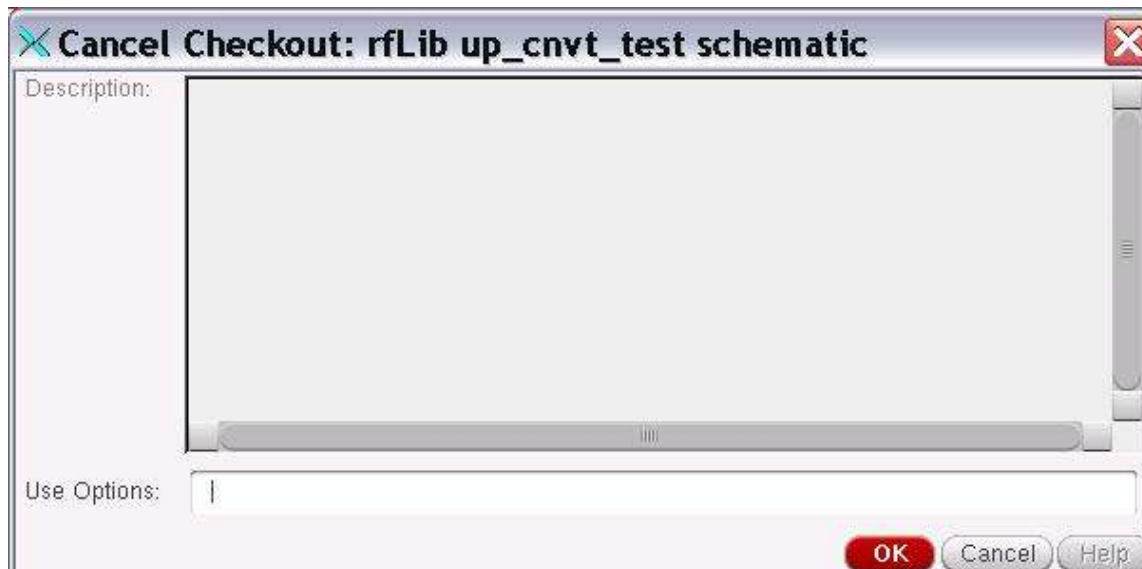 Cancel Checkout: rfLib up_cnvt_test schematic
Description:
Use Options:
OK Cancel Help